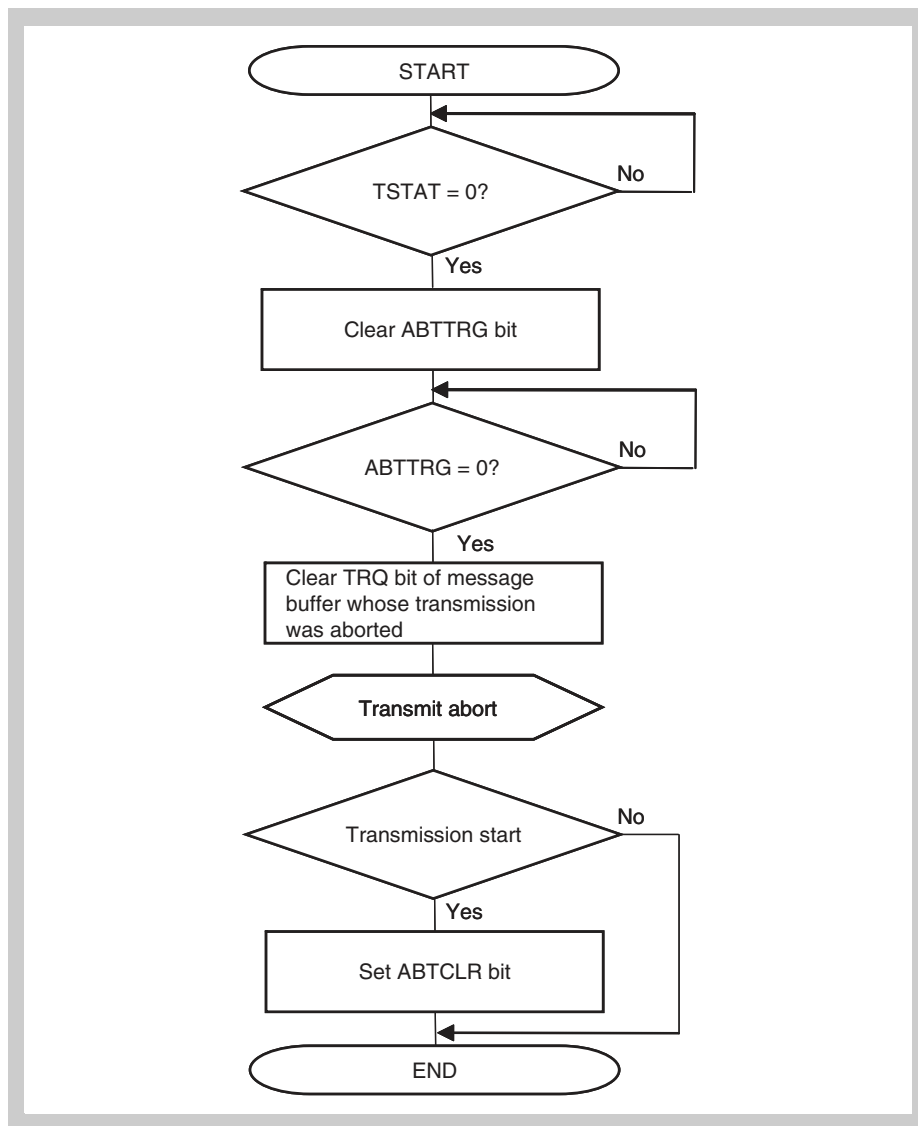 START
TSTAT = 0?
No
Yes
Clear ABTTRG bit
ABTTRG = 0?
No
Yes
Clear TRQ bit of message
buffer whose transmission
was aborted
Transmit abort
Transmission start
No
Yes
Set ABTCLR bit
END